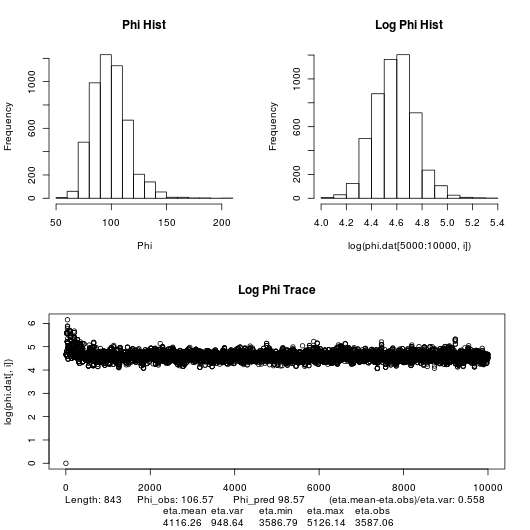 Phi Hist
Log Phi Hist
Frequency
0 200 600 1000
50 100 150 200
Phi
Frequency
0 200 600 1000
4.0 4.2 4.4 4.6 4.8 5.0 5.2 5.4
log(phi.dat[5000:10000, i])
Log Phi Trace
log(phi.dat[, i])
0 1 2 3 4 5 6
0 2000 4000 6000 8000 10000
Length: 843 Phi_obs: 106.57 Phi_pred 98.57 (eta.mean-eta.obs)/eta.var: 0.558
eta.mean eta.var eta.min eta.max eta.obs
4116.26 948.64 3586.79 5126.14 3587.06